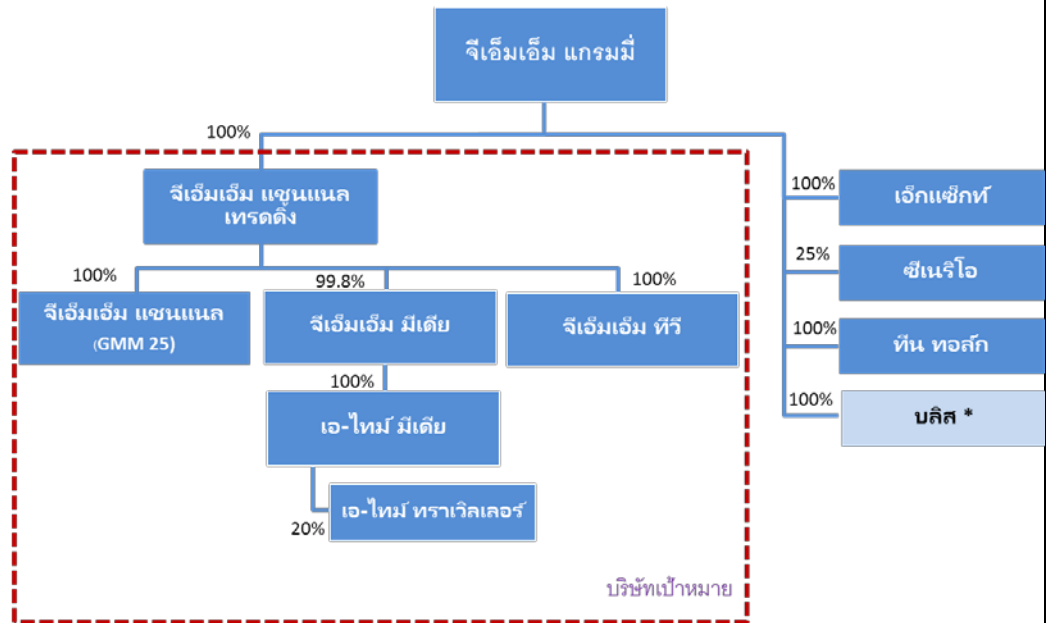 จีเอ็มเอ็ม แกรมมี่
100%
จีเอ็มเอ็ม แชนแนล
เทรดดิ้ง
100%
จีเอ็มเอ็ม แชนแนล
(GMM 25)
99.8%
จีเอ็มเอ็ม มีเดีย
100%
จีเอ็มเอ็ม ทีวี
100%
เอ-ไทม์ มีเดีย
20%
เอ-ไทม์ ทราเวิลเลอร์
บริษัทเป้าหมาย
100%
เอ็กแซ็กท์
25%
ซีเนริโอ
100%
ทีน ทอล์ก
100%
บลิส *